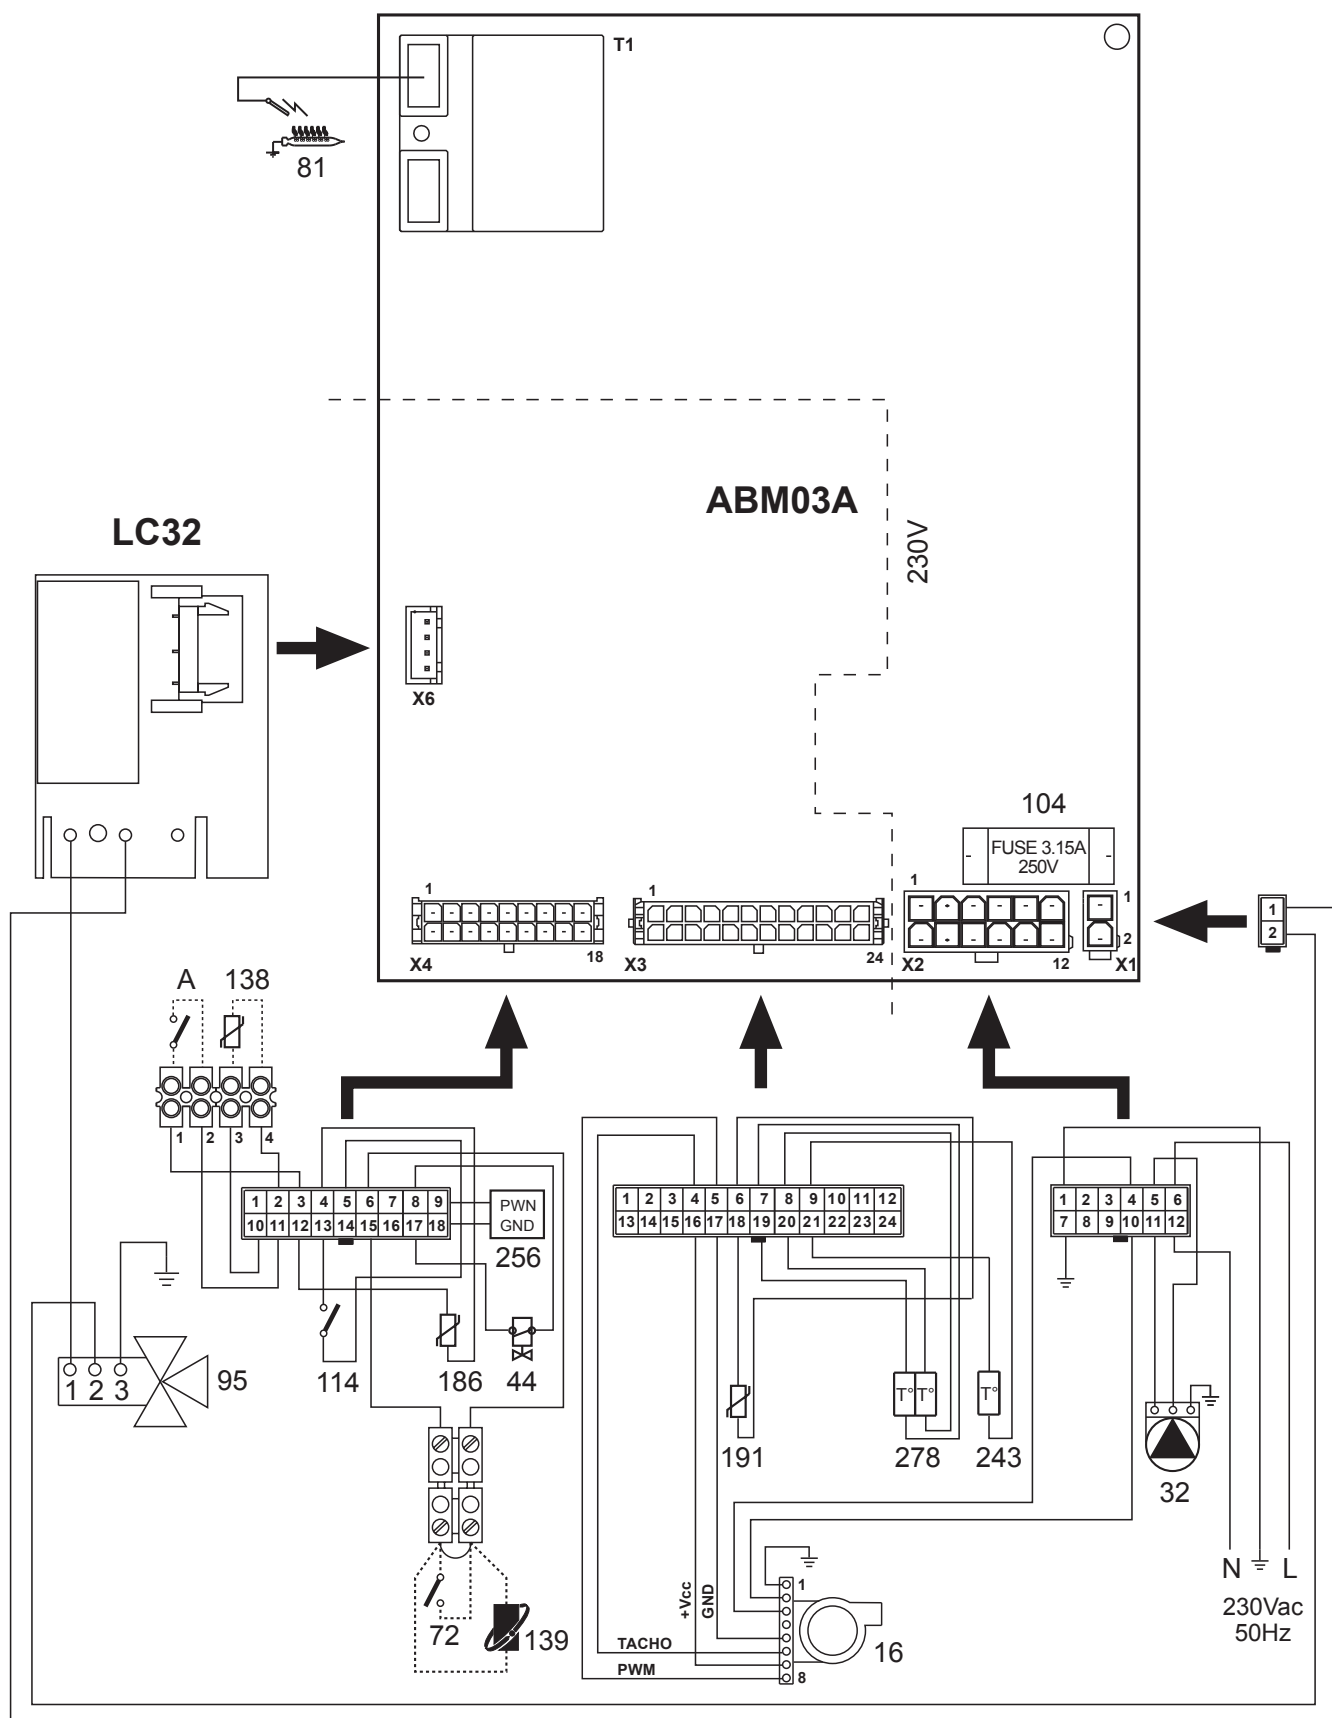 T1
81
ABM03A
230V
LC32
X6
104
FUSE 3.15A
250V
1
18
X4
1
24
X3
1
12
X2
1
2
X1
1
2
A 138
1 2 3 4
1 2 3 4 5 6 7 8 9
10 11 12 13 14 15 16 17 18
PWN
GND
256
1 2 3 4 5 6 7 8 9 10 11 12
13 14 15 16 17 18 19 20 21 22 23 24
1 2 3 4 5 6
7 8 9 10 11 12
1 2 3
95
114
186
44
T° T°
T°
191
278
243
32
N L
230Vac
50Hz
72
139
+Vcc
GND
TACHO
PWM
1
8
16